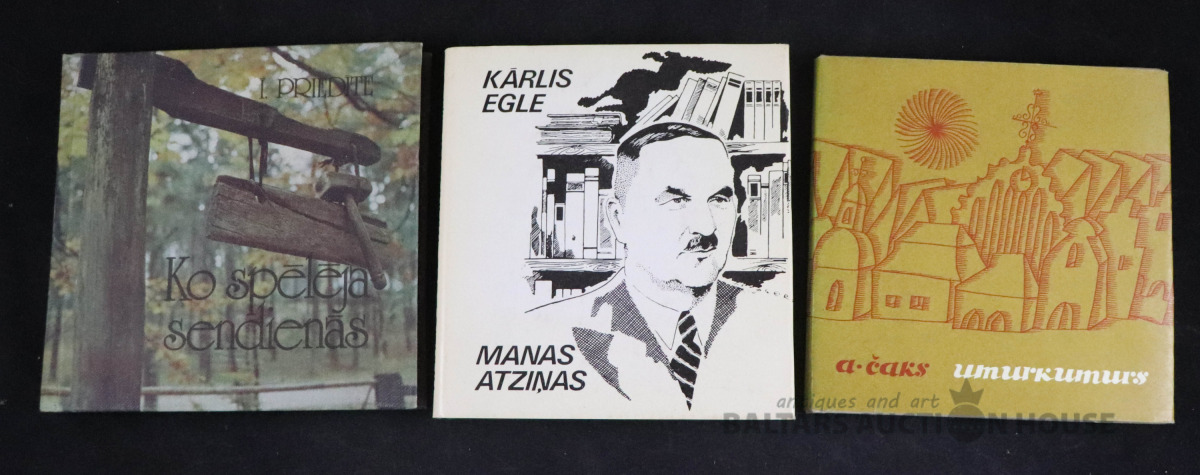 I. PRIEDĪTE
Ko spēlēja
sendienās
KĀRLIS
EGLE
MANAS
ATZIŅAS
a·čaks umurkumurs
antiques and art
BALTARS AUCTION HOUSE